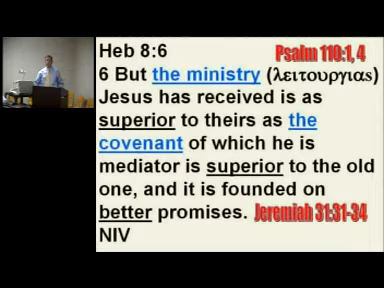 Heb 8:6
Psalm 110:1, 4
6 But the ministry (λειτουργιας)
Jesus has received is as
superior to theirs as the
covenant of which he is
mediator is superior to the old
one, and it is founded on
better promises. Jeremiah 31:31-34
NIV